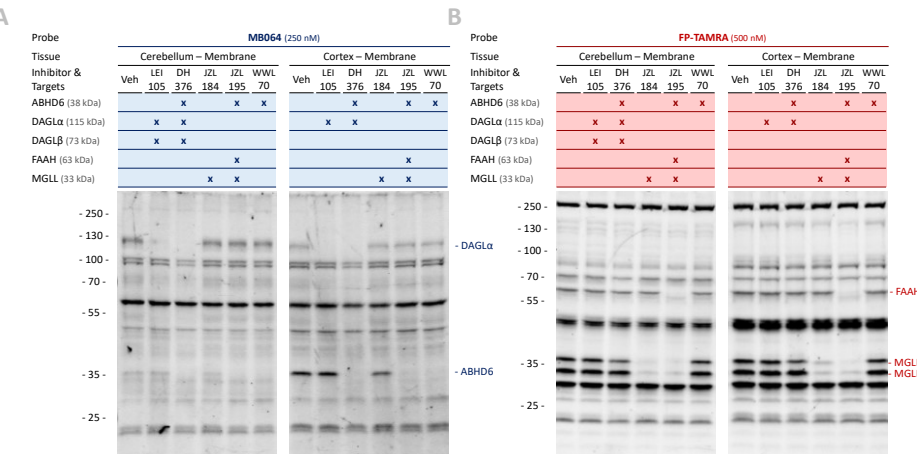 A
B
Probe
MB064 (250 nM)
Tissue
Cerebellum – Membrane
Cortex – Membrane
Inhibitor &
Targets
Veh
LEI 105
DH 376
JZL 184
JZL 195
WWL 70
Veh
LEI 105
DH 376
JZL 184
JZL 195
WWL 70
ABHD6 (38 kDa) x x x x x x
DAGLα (115 kDa) x x x x
DAGLβ (73 kDa) x x
FAAH (63 kDa) x x
MGLL (33 kDa) x x x x
- 250 -
- 130 -
- 100 -
- 70 -
- 55 -
- 35 -
- 25 -
- DAGLα
- ABHD6
Probe
FP-TAMRA (500 nM)
Tissue
Cerebellum – Membrane
Cortex – Membrane
Inhibitor &
Targets
Veh
LEI 105
DH 376
JZL 184
JZL 195
WWL 70
Veh
LEI 105
DH 376
JZL 184
JZL 195
WWL 70
ABHD6 (38 kDa) x x x x x x
DAGLα (115 kDa) x x x x
DAGLβ (73 kDa) x x
FAAH (63 kDa) x x
MGLL (33 kDa) x x x x
- 250 -
- 130 -
- 100 -
- 70 -
- 55 -
- 35 -
- 25 -
- FAAH
- MGLL
- MGLL